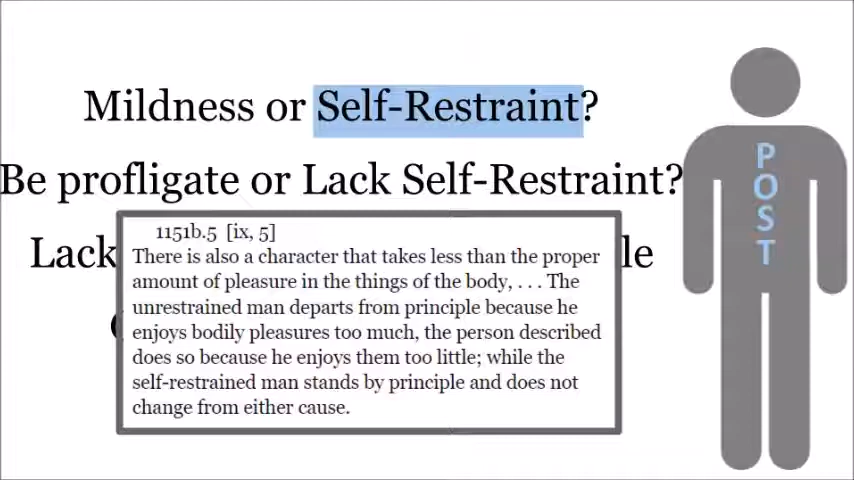 Mildness or Self-Restraint?
Be profligate or Lack Self-Restraint?
Lack
le
1151b.5 [ix, 5]
There is also a character that takes less than the proper
amount of pleasure in the things of the body, . . . The
unrestrained man departs from principle because he
enjoys bodily pleasures too much, the person described
does so because he enjoys them too little; while the
self-restrained man stands by principle and does not
change from either cause.
POST